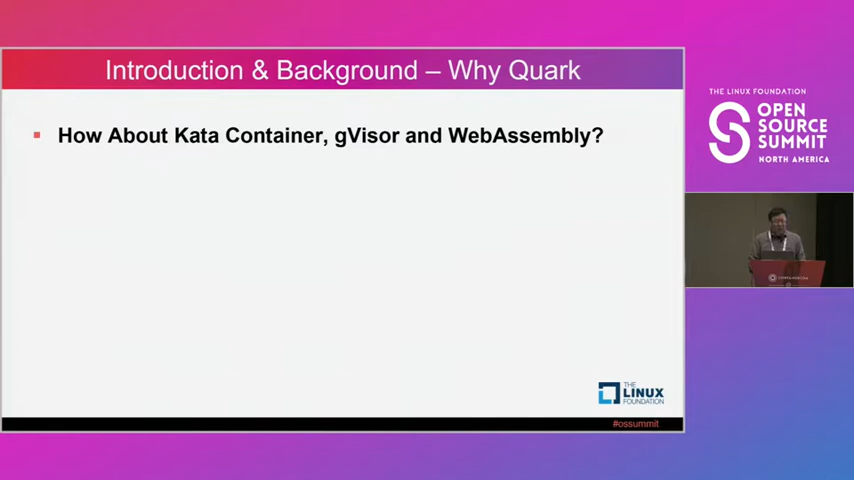 Introduction & Background – Why Quark
▪ How About Kata Container, gVisor and WebAssembly?
THE
LINUX
FOUNDATION
#ossummit
THE LINUX FOUNDATION
OPEN
SOURCE
SUMMIT
NORTH AMERICA